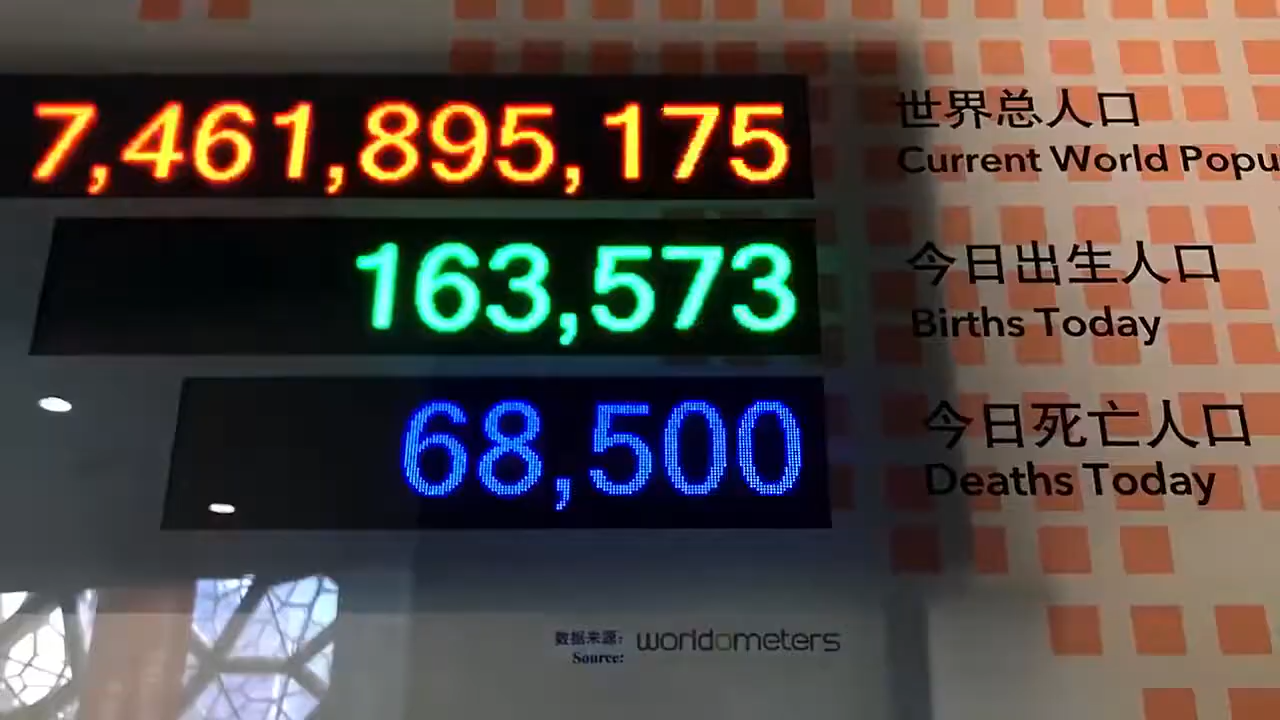 7,461,895,175
世界总人口
Current World Popu
163,573
今日出生人口
Births Today
68,500
今日死亡人口
Deaths Today
数据来源：
Source:
worldometers